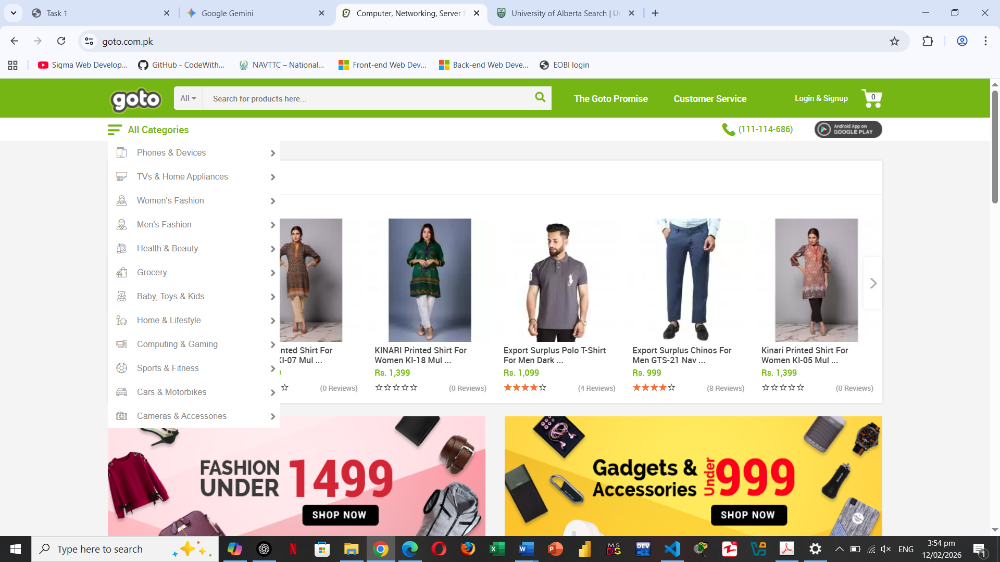 Task 1
Google Gemini
Computer, Networking, Server
University of Alberta Search |
goto.com.pk
Sigma Web Develop...
GitHub - CodeWith...
NAVTTC – National...
Front-end Web Dev...
Back-end Web Deve...
EOBI login
goto
All
Search for products here...
The Goto Promise
Customer Service
Login & Signup
0
All Categories
(111-114-686)
Android App on
GOOGLE PLAY
Phones & Devices
TVs & Home Appliances
Women's Fashion
Men's Fashion
Health & Beauty
Grocery
Baby, Toys & Kids
Home & Lifestyle
Computing & Gaming
Sports & Fitness
Cars & Motorbikes
Cameras & Accessories
inted Shirt For
KI-07 Mul ...
(0 Reviews)
KINARI Printed Shirt For
Women KI-18 Mul ...
Rs. 1,399
(0 Reviews)
Export Surplus Polo T-Shirt
For Men Dark ...
Rs. 1,099
(4 Reviews)
Export Surplus Chinos For
Men GTS-21 Nav ...
Rs. 999
(8 Reviews)
Kinari Printed Shirt For
Women KI-05 Mul ...
Rs. 1,399
(0 Reviews)
FASHION
UNDER
1499
SHOP NOW
Gadgets &
Accessories
Under
999
SHOP NOW
Type here to search
ENG
3:54 pm
12/02/2026
1